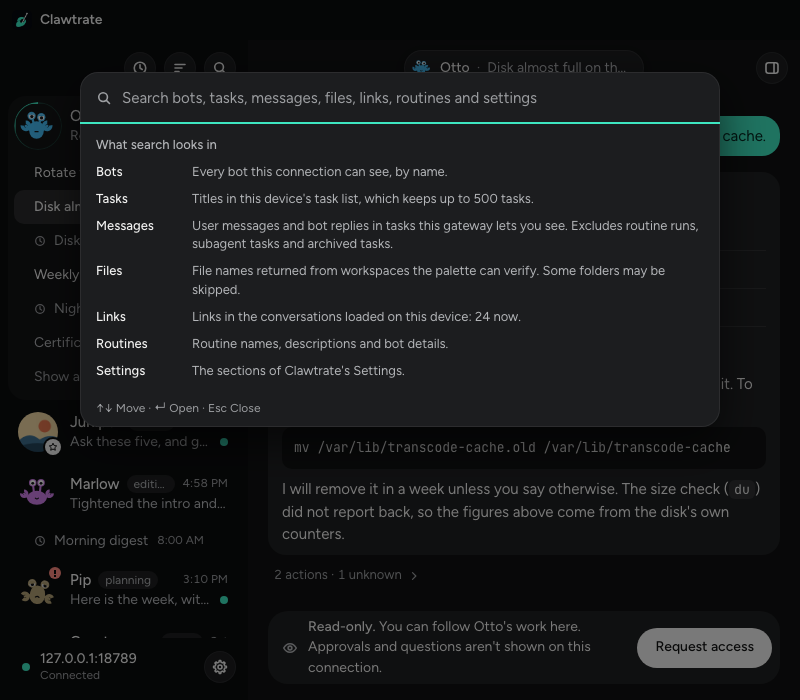 Clawtrate
Otto · Disk almost full on th...
Search bots, tasks, messages, files, links, routines and settings
cache.
What search looks in
Bots Every bot this connection can see, by name.
Tasks Titles in this device's task list, which keeps up to 500 tasks.
Messages User messages and bot replies in tasks this gateway lets you see. Excludes routine runs,
subagent tasks and archived tasks.
Files File names returned from workspaces the palette can verify. Some folders may be
skipped.
Links Links in the conversations loaded on this device: 24 now.
Routines Routine names, descriptions and bot details.
Settings The sections of Clawtrate's Settings.
↑↓ Move · ↵ Open · Esc Close
Rotate
Disk
Weekly
Show
Ask these five, and g...
Marlow editi... 4:58 PM
Tightened the intro and...
Morning digest 8:00 AM
Pip planning 3:10 PM
Here is the week, wit...
127.0.0.1:18789
Connected
it. To
mv /var/lib/transcode-cache.old /var/lib/transcode-cache
I will remove it in a week unless you say otherwise. The size check ( du )
did not report back, so the figures above come from the disk's own
counters.
2 actions · 1 unknown >
Read-only. You can follow Otto's work here.
Approvals and questions aren't shown on this
connection.
Request access